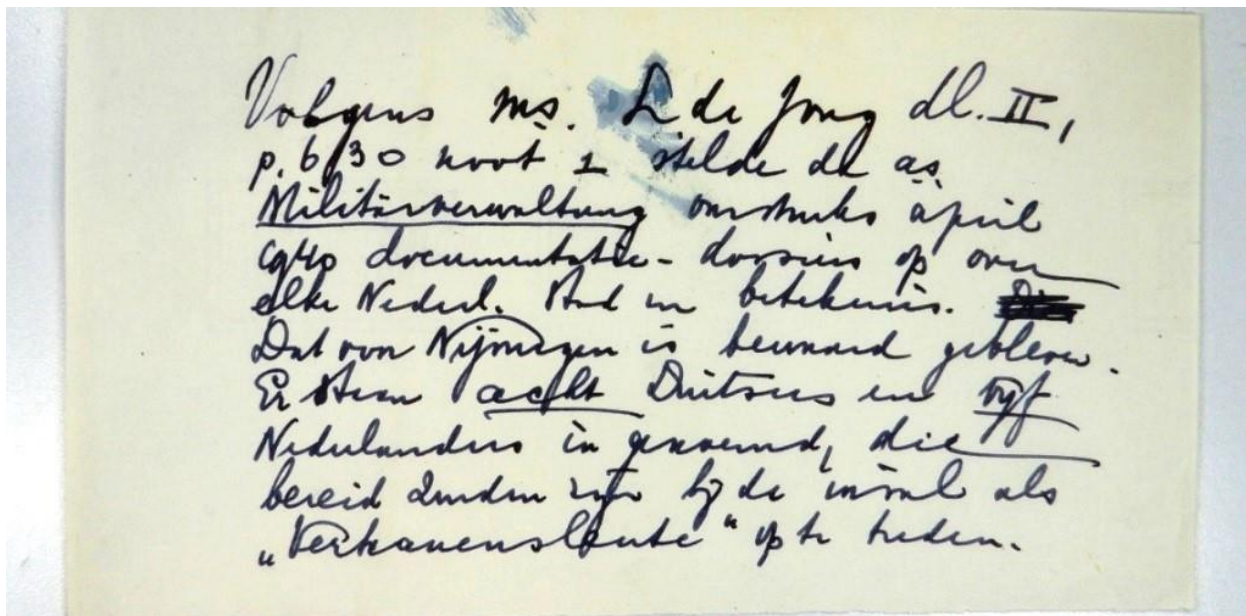 Volgens ms. L de Jong dl. II,
p. 630 noot 1 stelde de as.
Militärverwaltung omstreeks april
1940 documentatie-dossiers op over
elke Nederl. stad van betekenis.
Dat van Nijmegen is bewaard gebleven.
Er staan acht Duitsers en vijf
Nederlanders in genoemd, die
bereid zouden zijn bij de inval als
„Vertrauensleute" op te treden.